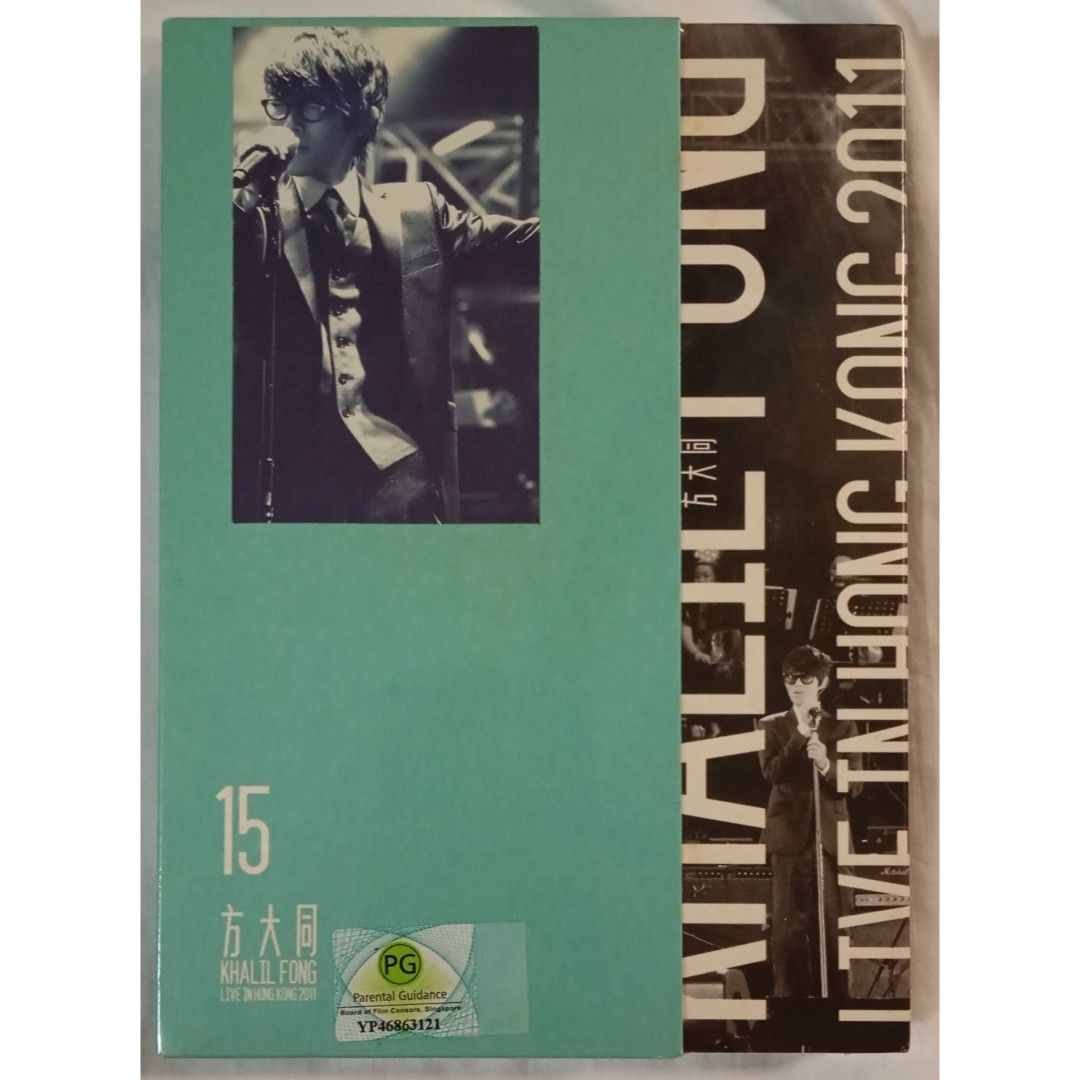 15
方大同
KHALIL FONG
LIVE IN HONG KONG 2011
PG
Parental Guidance
Board of Film Censors, Singapore
YP46863121
KHALIL FONG
方大同
LIVE IN HONG KONG 2011
Marshall